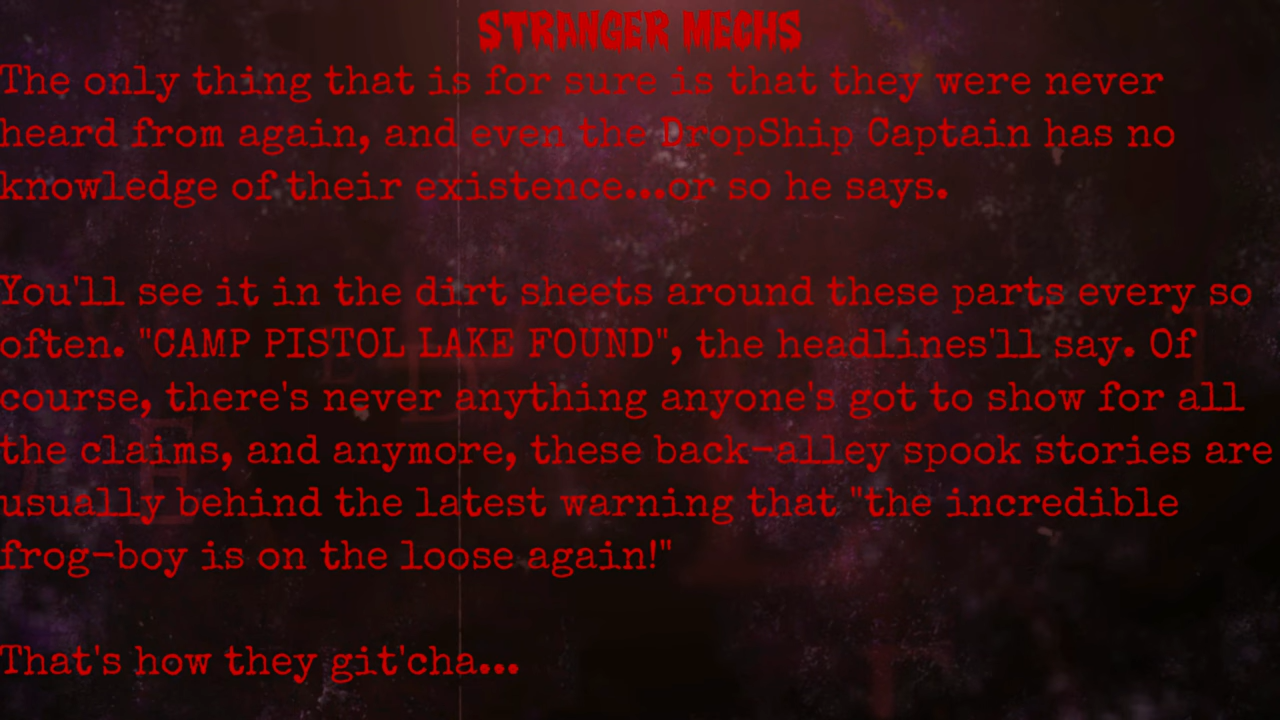 STRANGER MECHS
The only thing that is for sure is that they were never
heard from again, and even the DropShip Captain has no
knowledge of their existence...or so he says.
You'll see it in the dirt sheets around these parts every so
often. "CAMP PISTOL LAKE FOUND", the headlines'll say. Of
course, there's never anything anyone's got to show for all
the claims, and anymore, these back-alley spook stories are
usually behind the latest warning that "the incredible
frog-boy is on the loose again!"
That's how they git'cha...